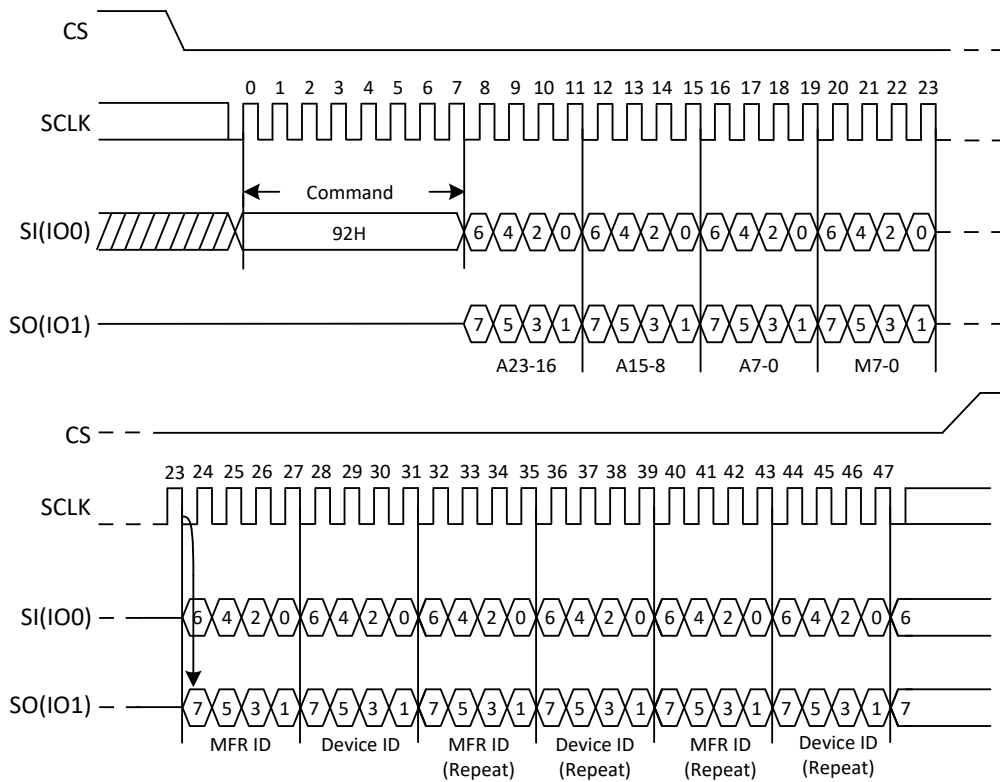 CS
0 1 2 3 4 5 6 7 8 9 10 11 12 13 14 15 16 17 18 19 20 21 22 23
SCLK
Command
SI(IO0) 92H 6 4 2 0 6 4 2 0 6 4 2 0 6 4 2 0
SO(IO1) 7 5 3 1 7 5 3 1 7 5 3 1 7 5 3 1
A23-16 A15-8 A7-0 M7-0
CS
23 24 25 26 27 28 29 30 31 32 33 34 35 36 37 38 39 40 41 42 43 44 45 46 47
SCLK
SI(IO0) 6 4 2 0 6 4 2 0 6 4 2 0 6 4 2 0 6 4 2 0 6 4 2 0 6
SO(IO1) 7 5 3 1 7 5 3 1 7 5 3 1 7 5 3 1 7 5 3 1 7 5 3 1 7
MFR ID Device ID MFR ID Device ID MFR ID Device ID
(Repeat) (Repeat) (Repeat) (Repeat)